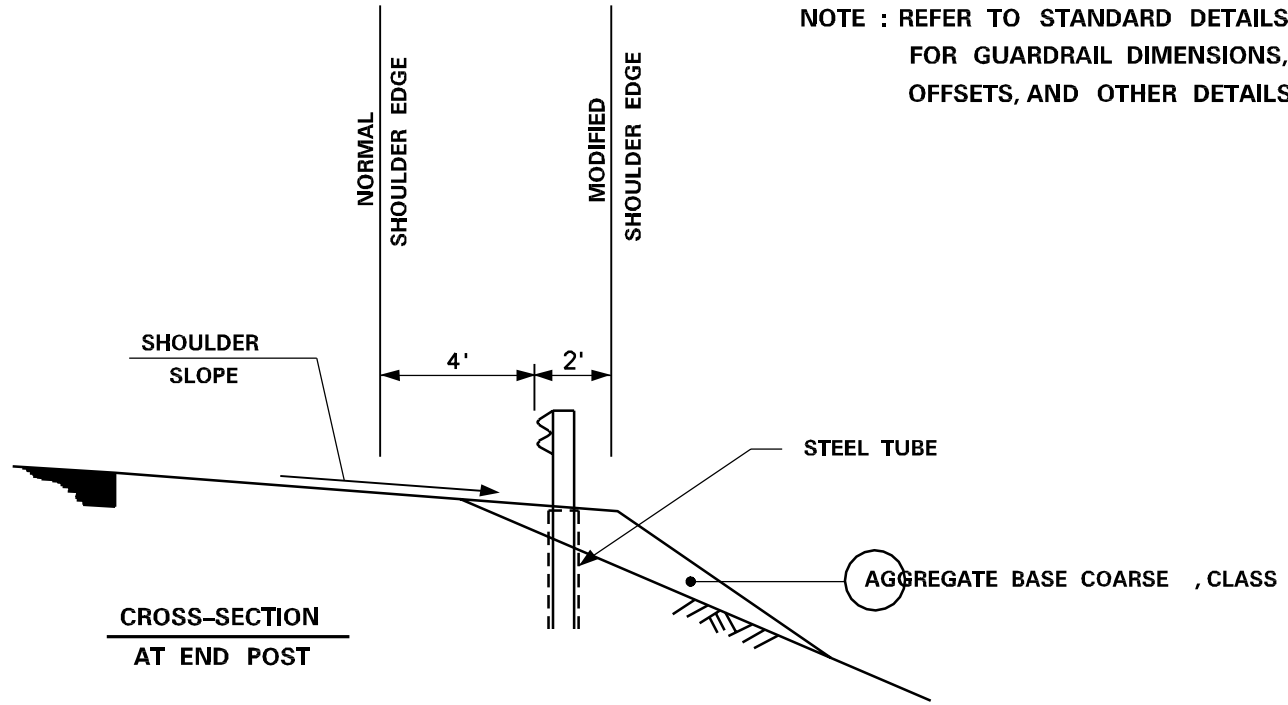 NOTE : REFER TO STANDARD DETAILS
FOR GUARDRAIL DIMENSIONS,
OFFSETS, AND OTHER DETAILS
NORMAL
SHOULDER EDGE
MODIFIED
SHOULDER EDGE
SHOULDER
SLOPE
4'
2'
STEEL TUBE
AGGREGATE BASE COARSE , CLASS
CROSS-SECTION
AT END POST